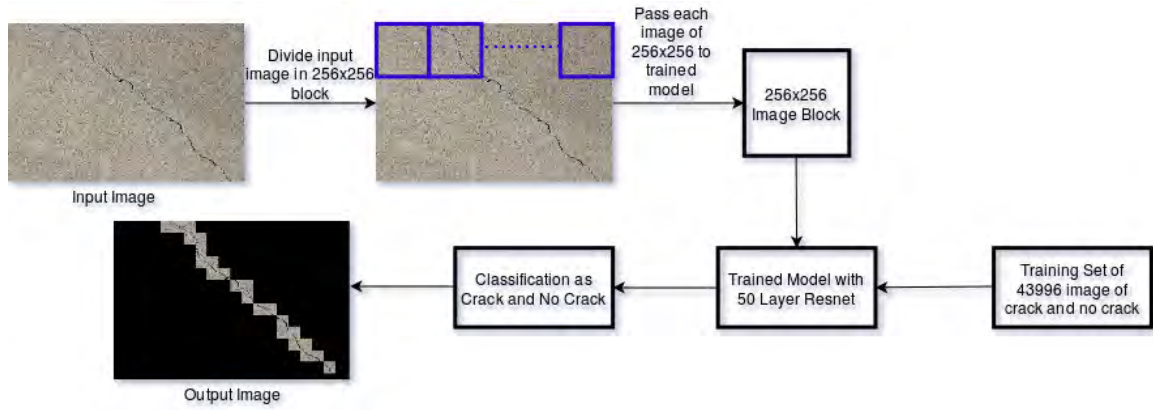 Divide input
image in 256x256
block
Pass each
image of
256x256 to
trained
model
256x256
Image Block
Input Image
Classification as
Crack and No Crack
Trained Model with
50 Layer Resnet
Training Set of
43996 image of
crack and no crack
Output Image